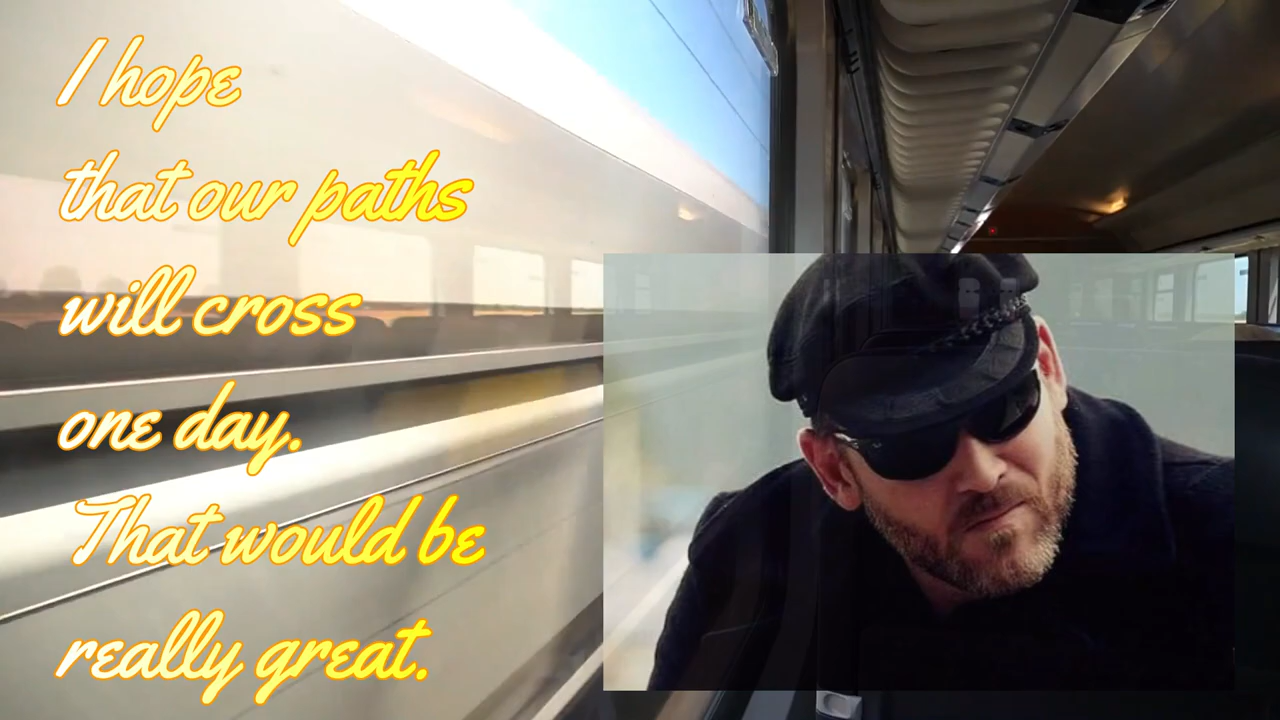 I hope
that our paths
will cross
one day.
That would be
really great.